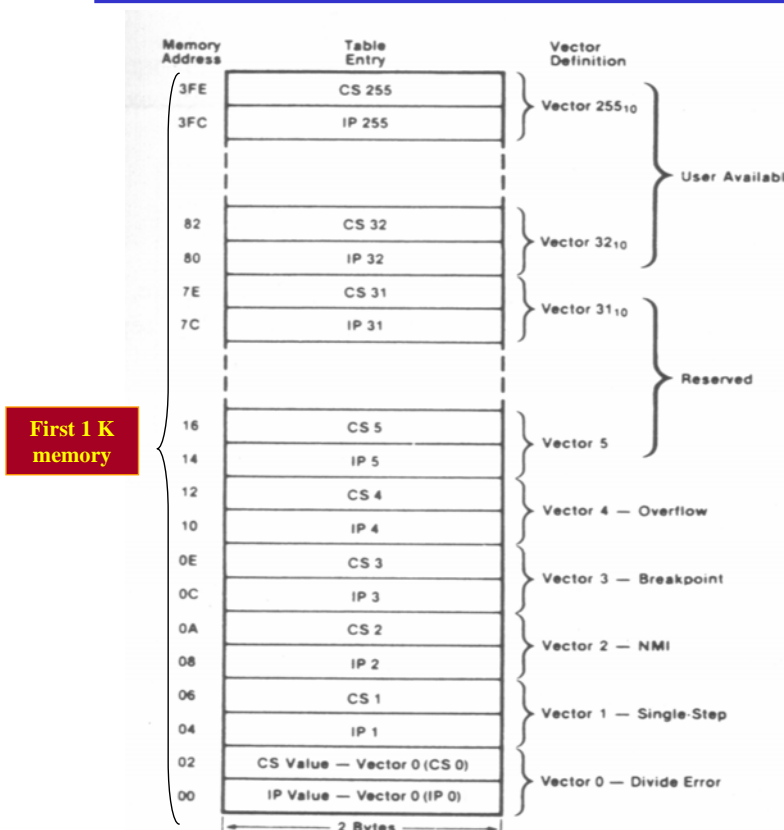 Memory Address
Table Entry
Vector Definition
3FE CS 255
Vector 255₁₀
3FC IP 255
User Availabl
82 CS 32
Vector 32₁₀
80 IP 32
7E CS 31
Vector 31₁₀
7C IP 31
Reserved
First 1 K
memory
16 CS 5
Vector 5
14 IP 5
12 CS 4
Vector 4 — Overflow
10 IP 4
0E CS 3
Vector 3 — Breakpoint
0C IP 3
0A CS 2
Vector 2 — NMI
08 IP 2
06 CS 1
Vector 1 — Single-Step
04 IP 1
02 CS Value — Vector 0 (CS 0)
Vector 0 — Divide Error
00 IP Value — Vector 0 (IP 0)
2 Bytes